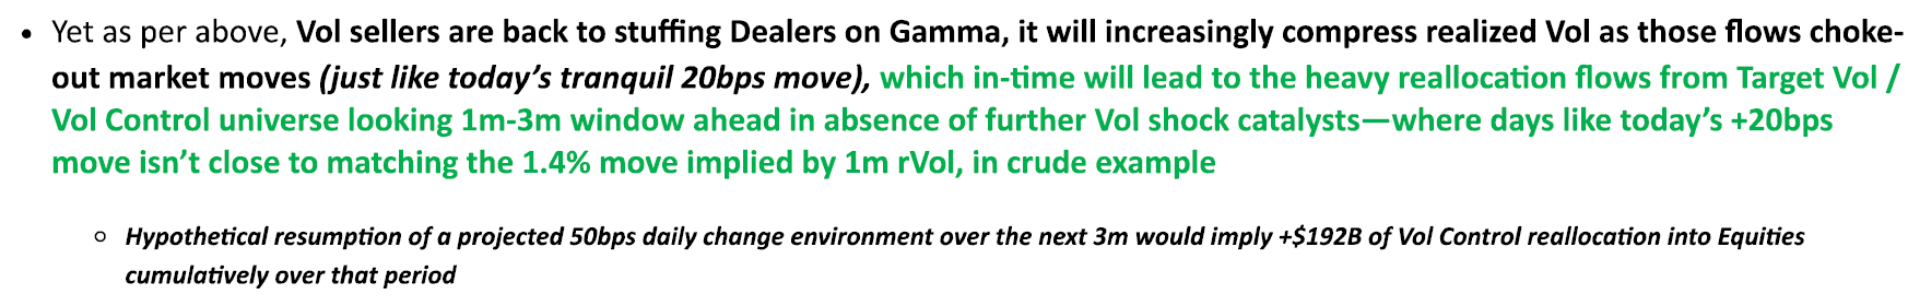 • Yet as per above, Vol sellers are back to stuffing Dealers on Gamma, it will increasingly compress realized Vol as those flows choke-
out market moves (just like today’s tranquil 20bps move), which in-time will lead to the heavy reallocation flows from Target Vol /
Vol Control universe looking 1m-3m window ahead in absence of further Vol shock catalysts—where days like today’s +20bps
move isn’t close to matching the 1.4% move implied by 1m rVol, in crude example
o Hypothetical resumption of a projected 50bps daily change environment over the next 3m would imply +$192B of Vol Control reallocation into Equities
cumulatively over that period